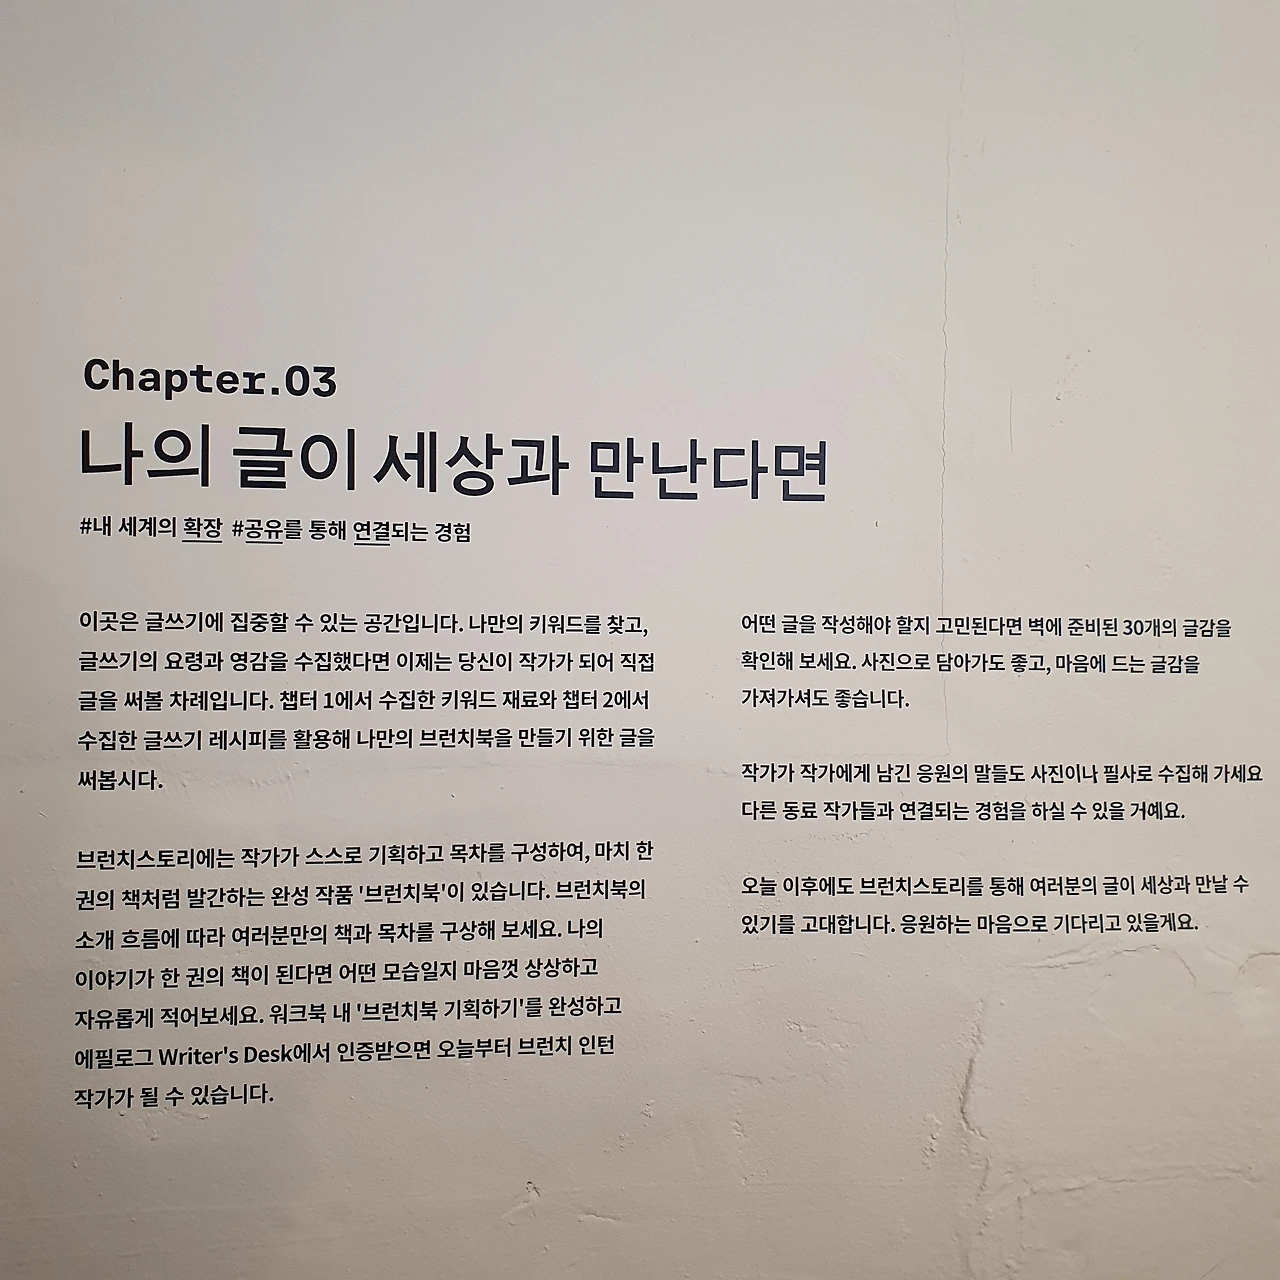 Chapter.03
나의 글이 세상과 만난다면
#내 세계의 확장 #공유를 통해 연결되는 경험
이곳은 글쓰기에 집중할 수 있는 공간입니다. 나만의 키워드를 찾고,
글쓰기의 요령과 영감을 수집했다면 이제는 당신이 작가가 되어 직접
글을 써볼 차례입니다. 챕터 1에서 수집한 키워드 재료와 챕터 2에서
수집한 글쓰기 레시피를 활용해 나만의 브런치북을 만들기 위한 글을
써봅시다.
브런치스토리에는 작가가 스스로 기획하고 목차를 구성하여, 마치 한
권의 책처럼 발간하는 완성 작품 '브런치북'이 있습니다. 브런치북의
소개 흐름에 따라 여러분만의 책과 목차를 구상해 보세요. 나의
이야기가 한 권의 책이 된다면 어떤 모습일지 마음껏 상상하고
자유롭게 적어보세요. 워크북 내 '브런치북 기획하기'를 완성하고
에필로그 Writer's Desk에서 인증받으면 오늘부터 브런치 인턴
작가가 될 수 있습니다.
어떤 글을 작성해야 할지 고민된다면 벽에 준비된 30개의 글감을
확인해 보세요. 사진으로 담아가도 좋고, 마음에 드는 글감을
가져가셔도 좋습니다.
작가가 작가에게 남긴 응원의 말들도 사진이나 필사로 수집해 가세요
다른 동료 작가들과 연결되는 경험을 하실 수 있을 거예요.
오늘 이후에도 브런치스토리를 통해 여러분의 글이 세상과 만날 수
있기를 고대합니다. 응원하는 마음으로 기다리고 있을게요.